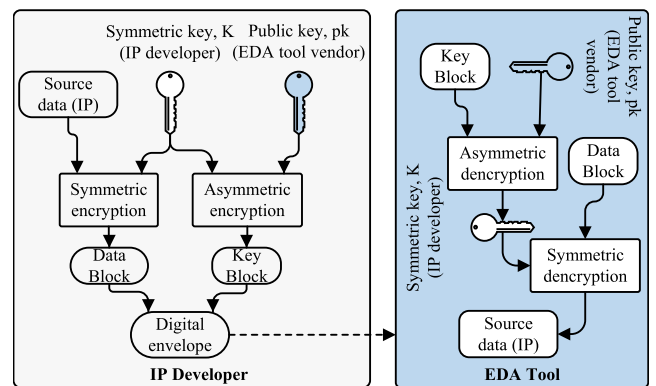 Symmetric key, K
(IP developer)
Public key, pk
(EDA tool vendor)
Source
data (IP)
Symmetric
encryption
Asymmetric
encryption
Data
Block
Key
Block
Digital
envelope
IP Developer
Key
Block
Public key, pk
(EDA tool
vendor)
Asymmetric
dencryption
Data
Block
Symmetric key, K
(IP developer)
Symmetric
dencryption
Source
data (IP)
EDA Tool